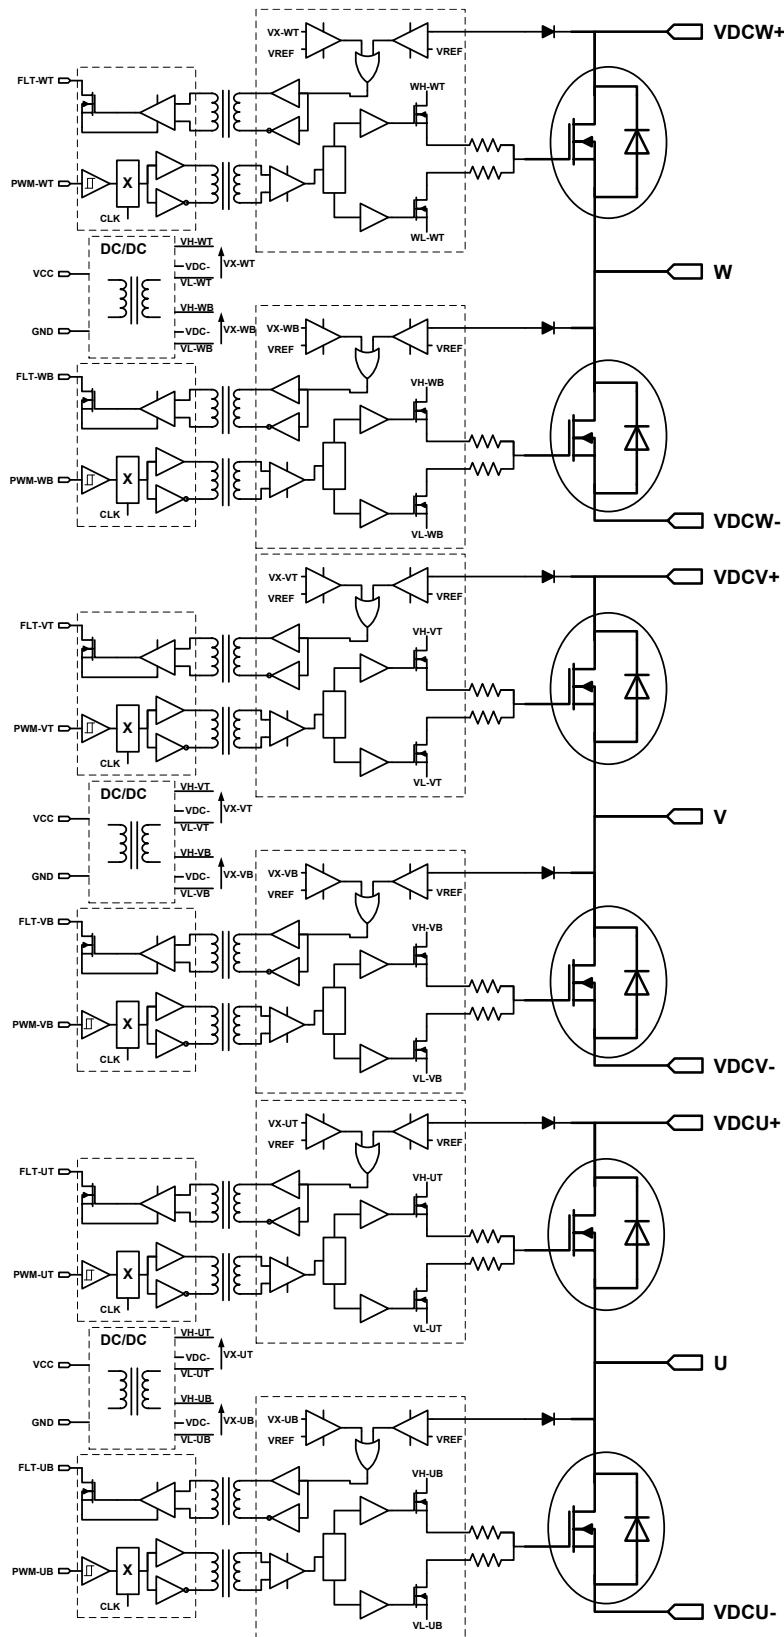 VX-WT
VREF
VREF
VDCW+
FLT-WT
WH-WT
PWM-WT
X
CLK
WL-WT
DC/DC
VH-WT
VCC
VDC-
VX-WT
VL-WT
W
VH-WB
GND
VDC-
VX-WB
VL-WB
VX-WB
VREF
VREF
FLT-WB
VH-WB
PWM-WB
X
CLK
VL-WB
VDCW-
VX-VT
VREF
VREF
VDCV+
FLT-VT
VH-VT
PWM-VT
X
CLK
VL-VT
DC/DC
VH-VT
VCC
VDC-
VX-VT
VL-VT
V
VH-VB
GND
VDC-
VX-VB
VL-VB
VX-VB
VREF
VREF
FLT-VB
VH-VB
PWM-VB
X
CLK
VL-VB
VDCV-
VX-UT
VREF
VREF
VDCU+
FLT-UT
VH-UT
PWM-UT
X
CLK
VL-UT
DC/DC
VH-UT
VCC
VDC-
VX-UT
VL-UT
U
VH-UB
GND
VDC-
VX-UB
VL-UB
VX-UB
VREF
VREF
FLT-UB
VH-UB
PWM-UB
X
CLK
VL-UB
VDCU-